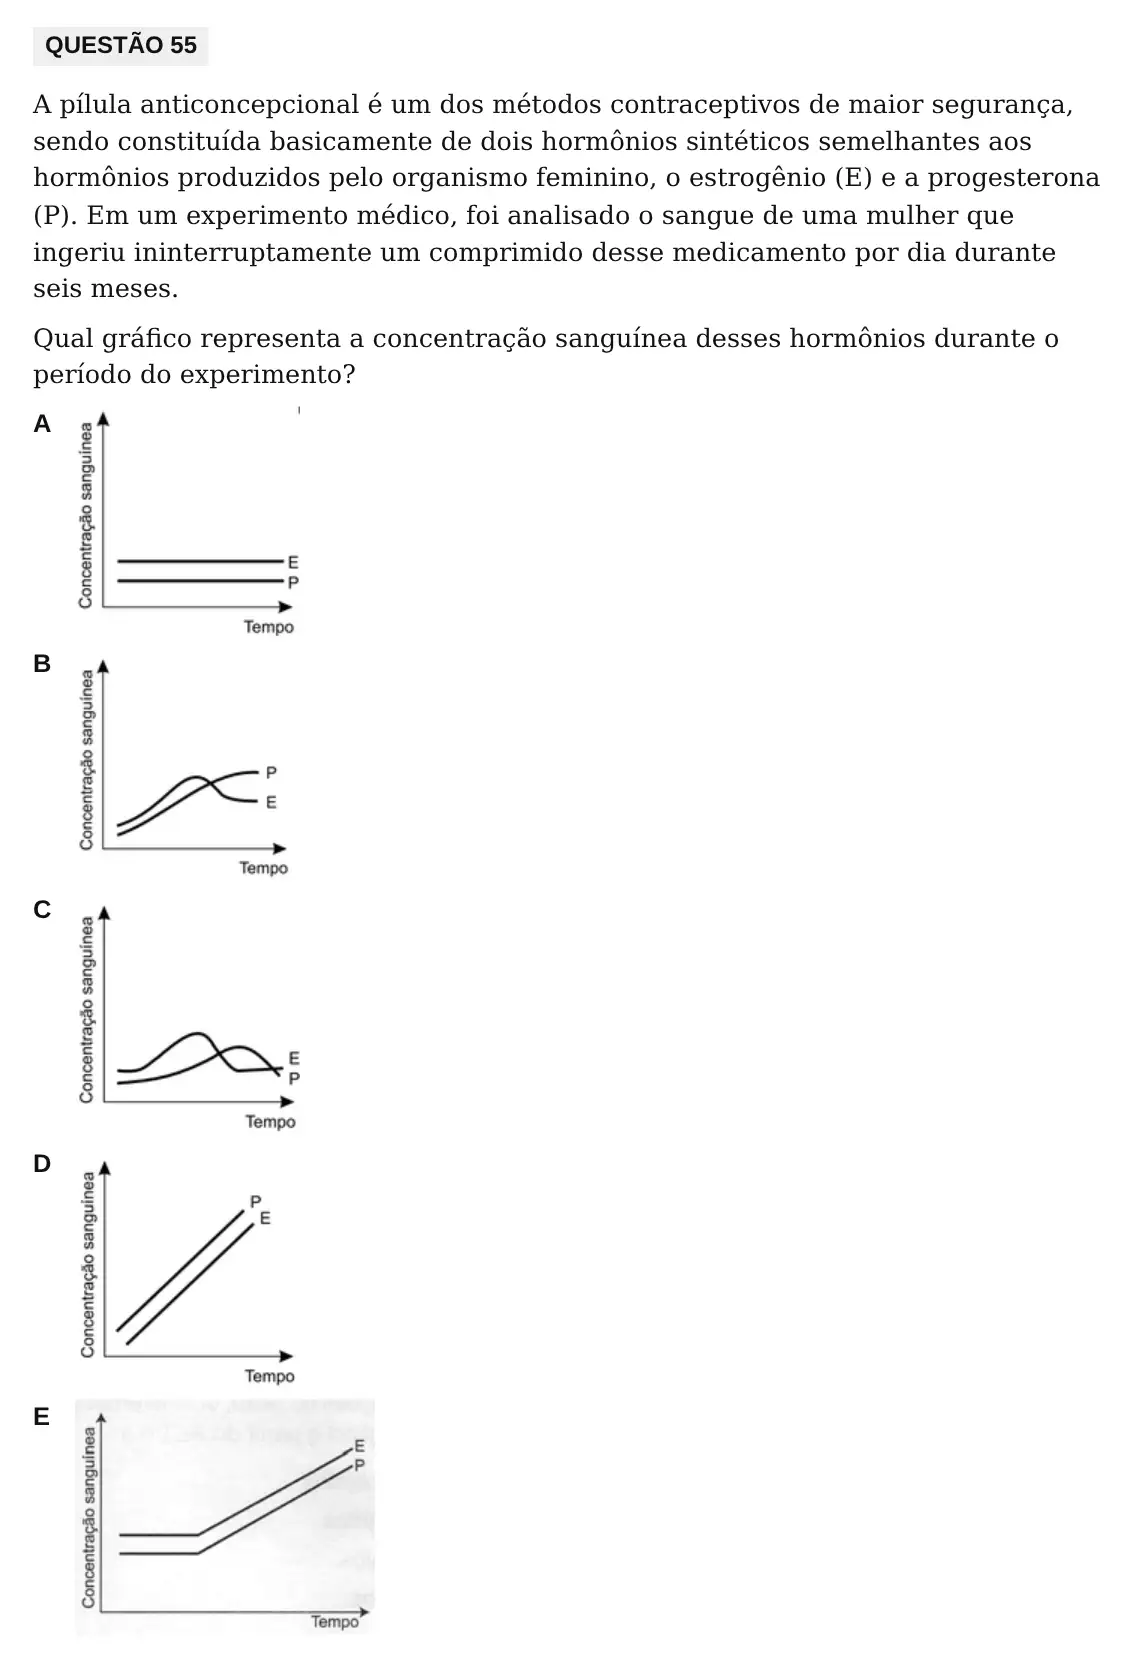 QUESTÃO 55
A pílula anticoncepcional é um dos métodos contraceptivos de maior segurança,
sendo constituída basicamente de dois hormônios sintéticos semelhantes aos
hormônios produzidos pelo organismo feminino, o estrogênio (E) e a progesterona
(P). Em um experimento médico, foi analisado o sangue de uma mulher que
ingeriu ininterruptamente um comprimido desse medicamento por dia durante
seis meses.
Qual gráfico representa a concentração sanguínea desses hormônios durante o
período do experimento?
A
Concentração sanguínea
E
P
Tempo
B
Concentração sanguínea
P
E
Tempo
C
Concentração sanguínea
E
P
Tempo
D
Concentração sanguínea
P
E
Tempo
E
Concentração sanguínea
E
P
Tempo